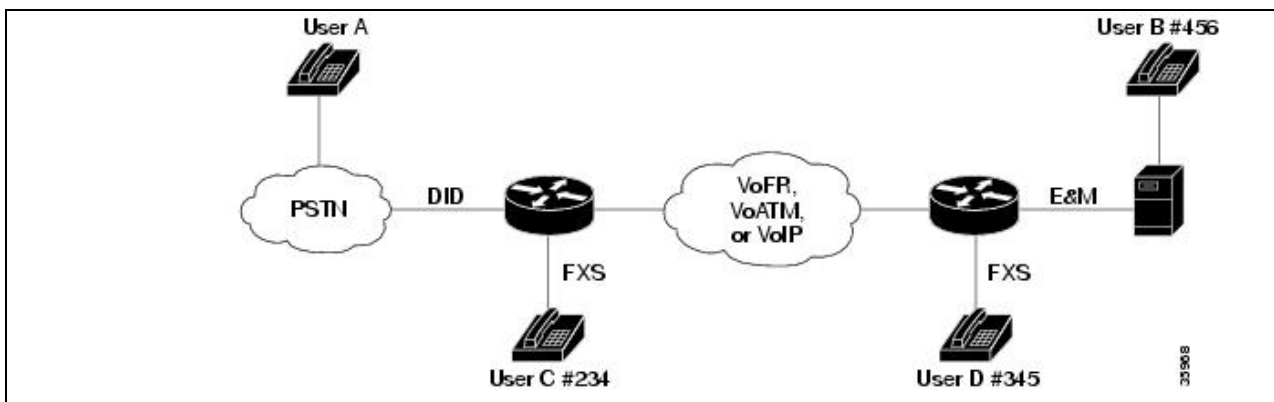 User A
User B #456
PSTN
DID
VoFR,
VoATM,
or VoIP
E&M
FXS
FXS
User C #234
User D #345
35968